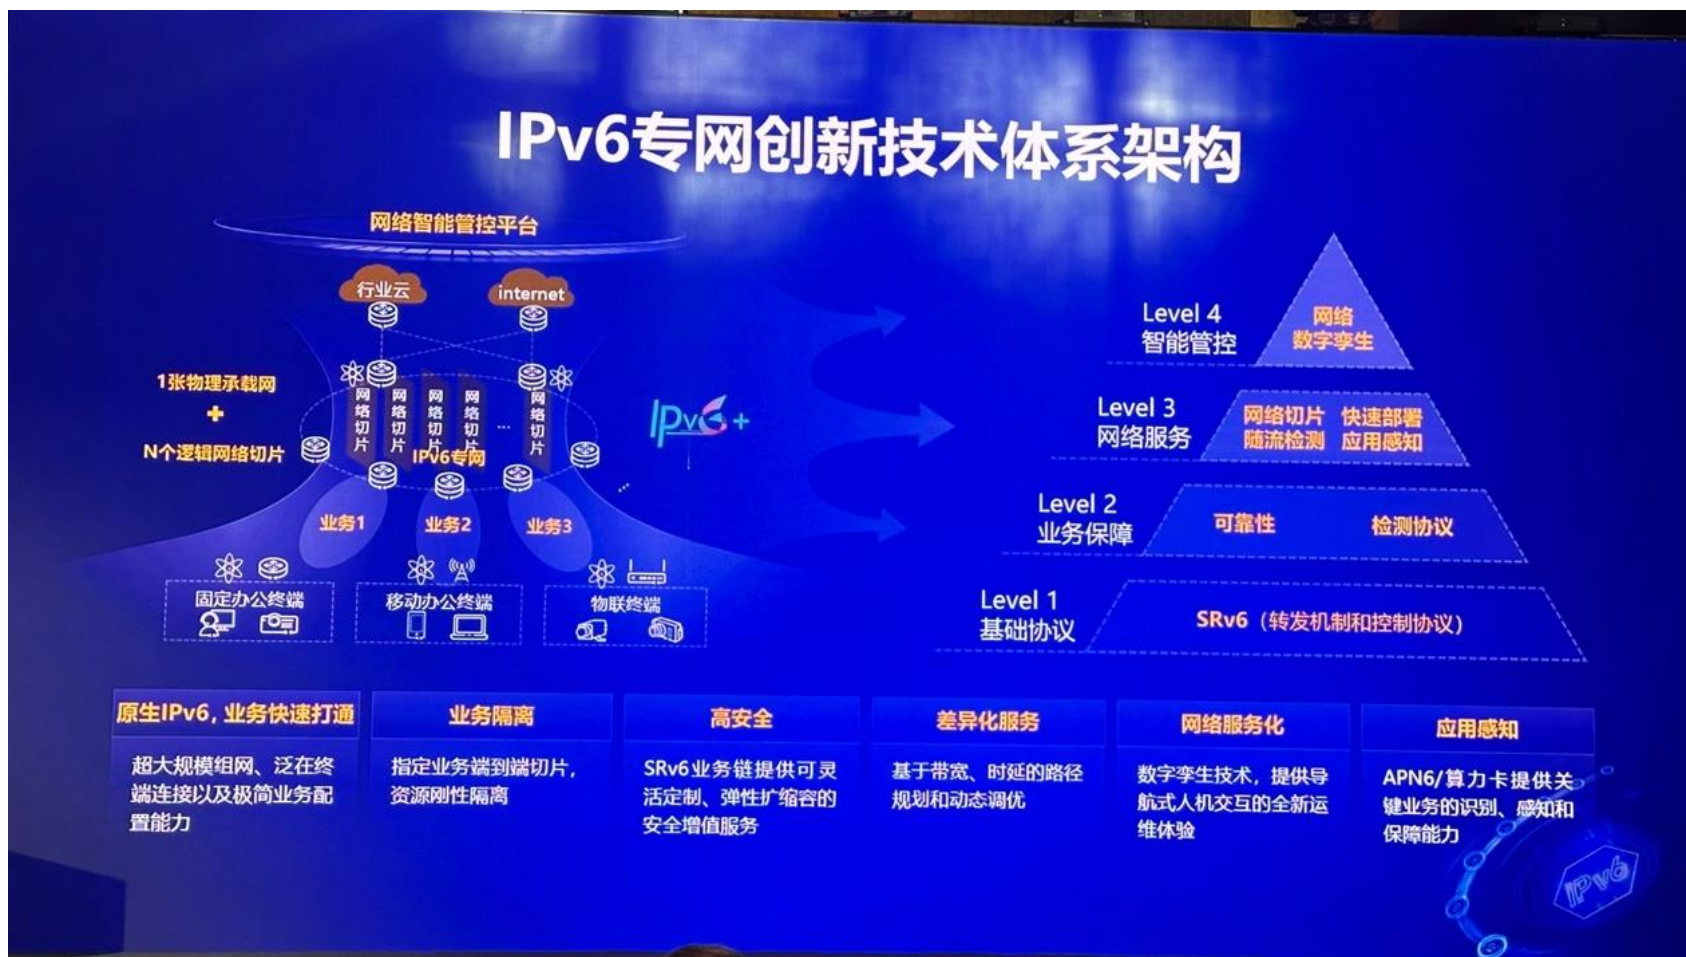 IPv6专网创新技术体系架构
网络智能管控平台
行业云
internet
1张物理承载网
+
N个逻辑网络切片
网络切片
网络切片
网络切片
网络切片
...
网络切片
IPv6专网
业务1
业务2
业务3
...
固定办公终端
移动办公终端
物联终端
IPv6+
Level 4
智能管控
网络
数字孪生
Level 3
网络服务
网络切片 快速部署
随流检测 应用感知
Level 2
业务保障
可靠性 检测协议
Level 1
基础协议
SRv6（转发机制和控制协议）
原生IPv6，业务快速打通
超大规模组网、泛在终
端连接以及极简业务配
置能力
业务隔离
指定业务端到端切片，
资源刚性隔离
高安全
SRv6业务链提供可灵
活定制、弹性扩缩容的
安全增值服务
差异化服务
基于带宽、时延的路径
规划和动态调优
网络服务化
数字孪生技术，提供导
航式人机交互的全新运
维体验
应用感知
APN6/算力卡提供关
键业务的识别、感知和
保障能力
IPv6